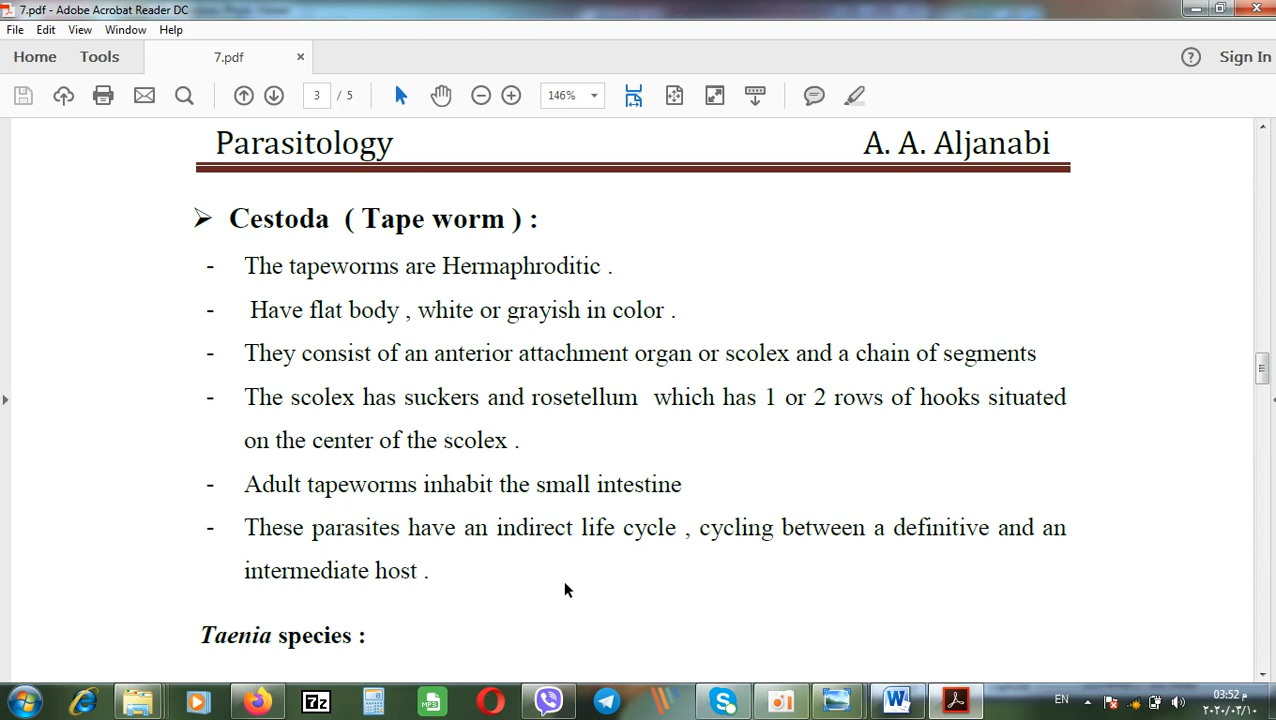 7.pdf - Adobe Acrobat Reader DC
File Edit View Window Help
Home Tools 7.pdf × ? Sign In
3 / 5 146%
Parasitology A. A. Aljanabi
➢ Cestoda ( Tape worm ) :
- The tapeworms are Hermaphroditic .
- Have flat body , white or grayish in color .
- They consist of an anterior attachment organ or scolex and a chain of segments
- The scolex has suckers and rosetellum which has 1 or 2 rows of hooks situated
on the center of the scolex .
- Adult tapeworms inhabit the small intestine
- These parasites have an indirect life cycle , cycling between a definitive and an
intermediate host .
Taenia species :
7z MP3 W EN
03:52 م
٢٠٢٠/٠٣/١٠